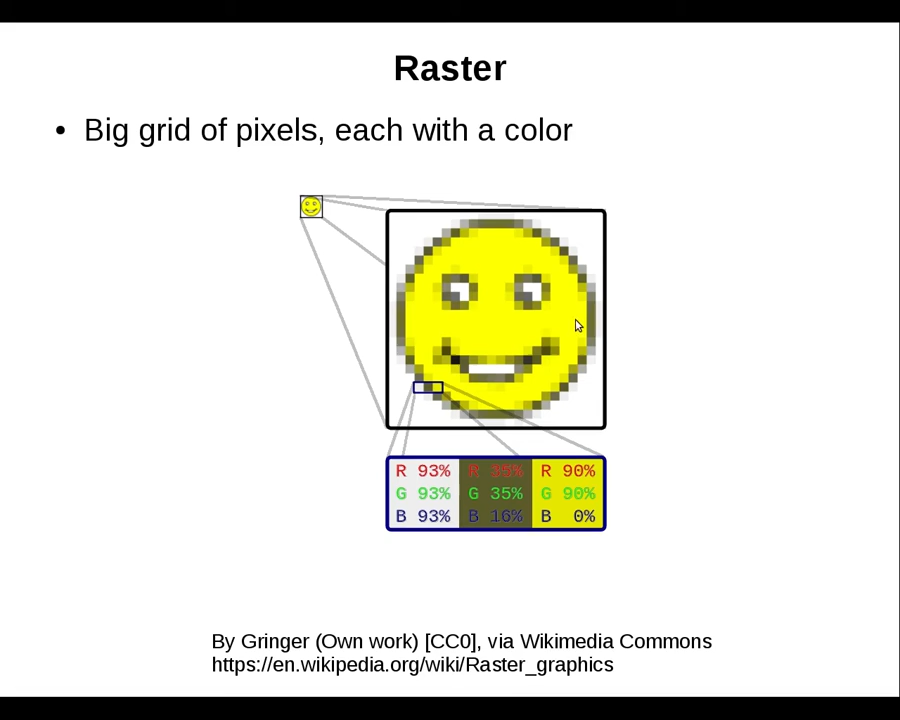 Raster
• Big grid of pixels, each with a color
R 93% R 35% R 90%
G 93% G 35% G 90%
B 93% B 16% B 0%
By Gringer (Own work) [CC0], via Wikimedia Commons
https://en.wikipedia.org/wiki/Raster_graphics